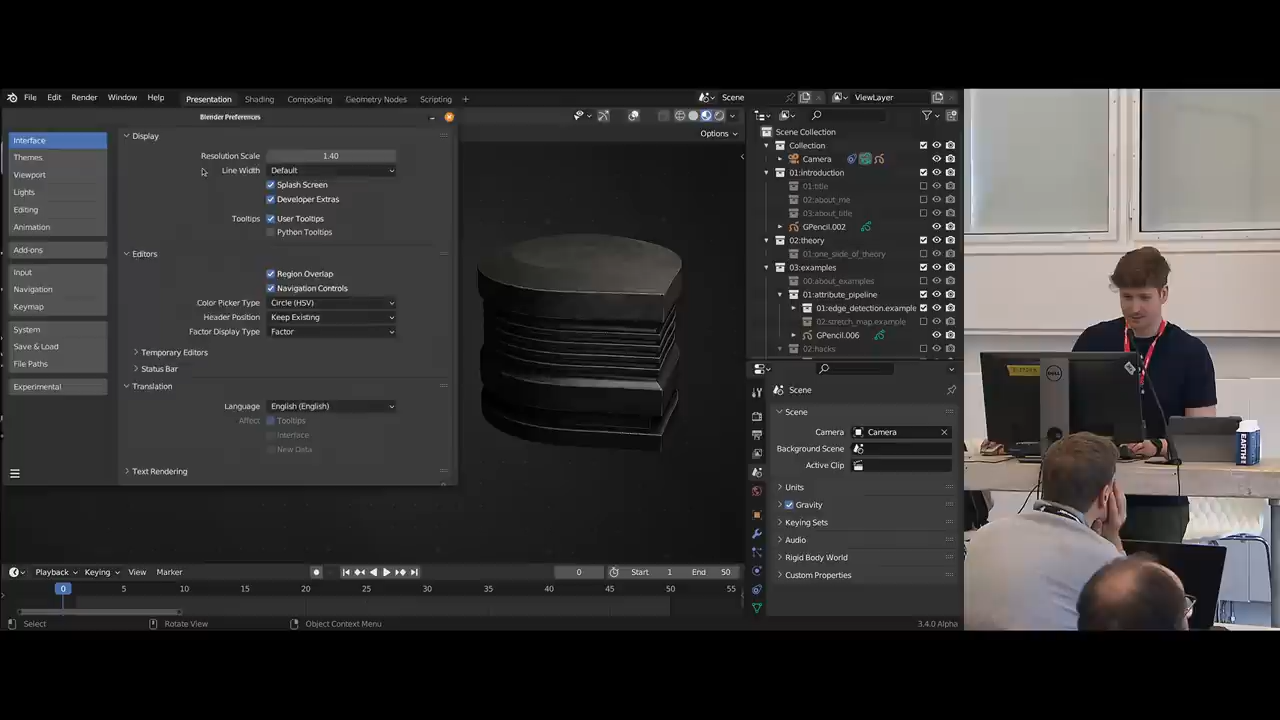 File Edit Render Window Help Presentation Shading Compositing Geometry Nodes Scripting + Scene ViewLayer
Blender Preferences
Options
Interface
Themes
Viewport
Lights
Editing
Animation
Add-ons
Input
Navigation
Keymap
System
Save & Load
File Paths
Experimental
Display
Resolution Scale 1.40
Line Width Default
Splash Screen
Developer Extras
Tooltips User Tooltips
Python Tooltips
Editors
Region Overlap
Navigation Controls
Color Picker Type Circle (HSV)
Header Position Keep Existing
Factor Display Type Factor
Temporary Editors
Status Bar
Translation
Language English (English)
Affect Tooltips
Interface
New Data
Text Rendering
Scene Collection
Collection
Camera
01:introduction
01:title
02:about_me
03:about_title
GPencil.002
02:theory
01:one_slide_of_theory
03:examples
00:about_examples
01:attribute_pipeline
01:edge_detection.example
02.stretch_map.example
GPencil.006
02:hacks
Scene
Scene
Camera Camera
Background Scene
Active Clip
Units
Gravity
Keying Sets
Audio
Rigid Body World
Custom Properties
Playback Keying View Marker 0 Start 1 End 50
0 5 10 15 20 25 30 35 40 45 50 55
Select Rotate View Object Context Menu 3.4.0 Alpha
DELL
EARTH